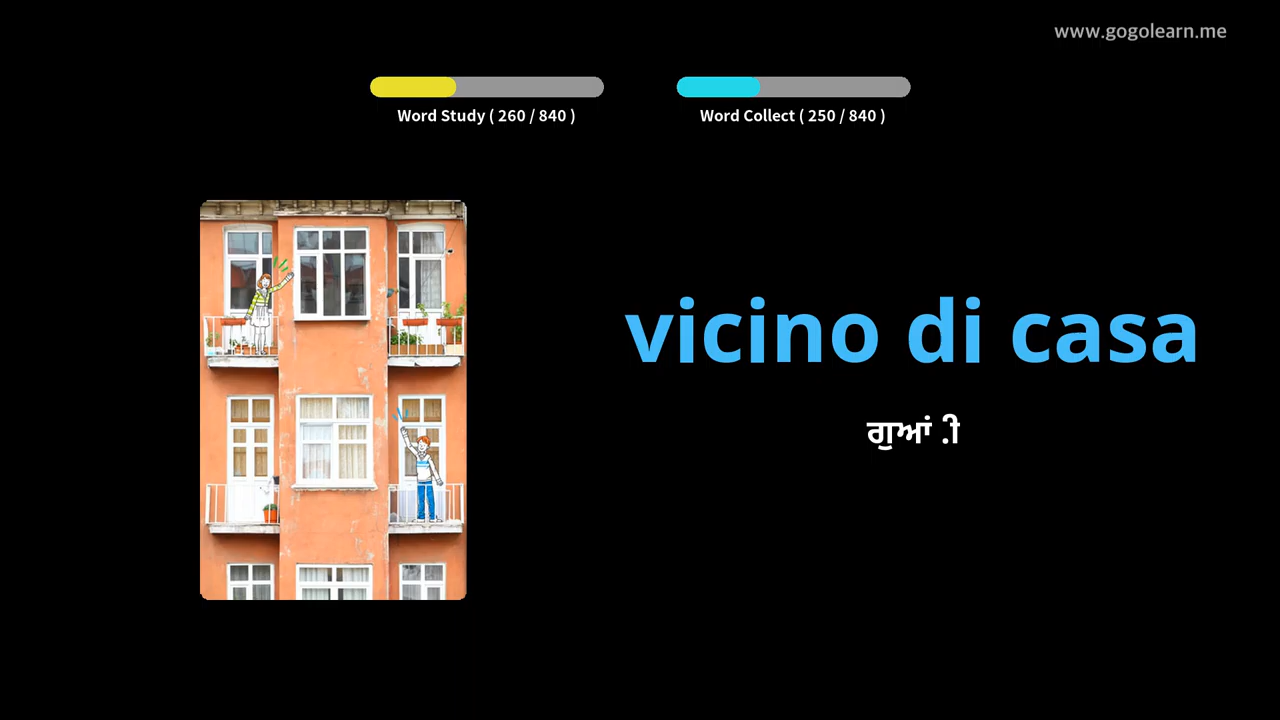 www.gogolearn.me
Word Study ( 260 / 840 )
Word Collect ( 250 / 840 )
vicino di casa
ਗੁਆਂ .ੀ